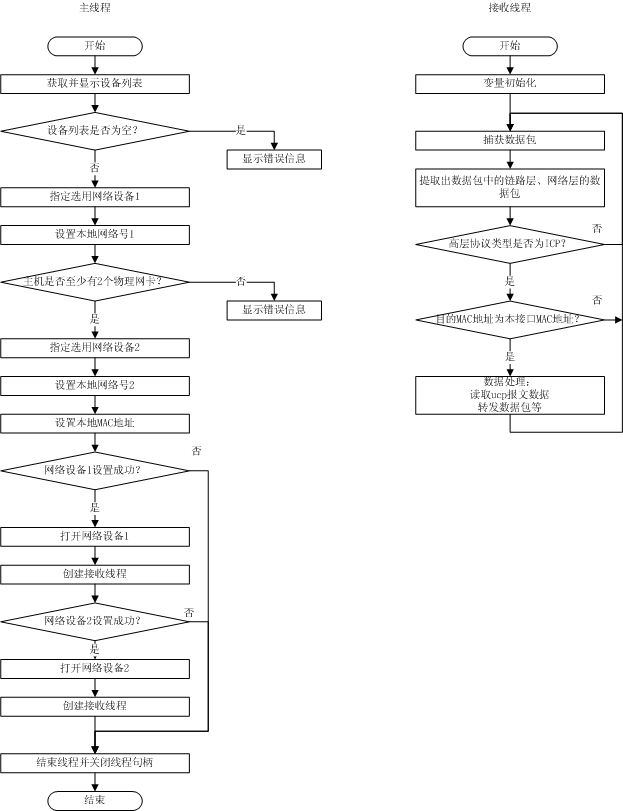 主线程
开始
获取并显示设备列表
设备列表是否为空？
是
显示错误信息
否
指定选用网络设备1
设置本地网络号1
主机是否至少有2个物理网卡？
否
显示错误信息
是
指定选用网络设备2
设置本地网络号2
设置本地MAC地址
否
网络设备1设置成功？
是
打开网络设备1
创建接收线程
否
网络设备2设置成功？
是
打开网络设备2
创建接收线程
结束线程并关闭线程句柄
结束
接收线程
开始
变量初始化
捕获数据包
提取出数据包中的链路层、网络层的数
据包
否
高层协议类型是否为ICP？
是
否
目的MAC地址为本接口MAC地址？
是
数据处理：
读取ucp报文数据
转发数据包等